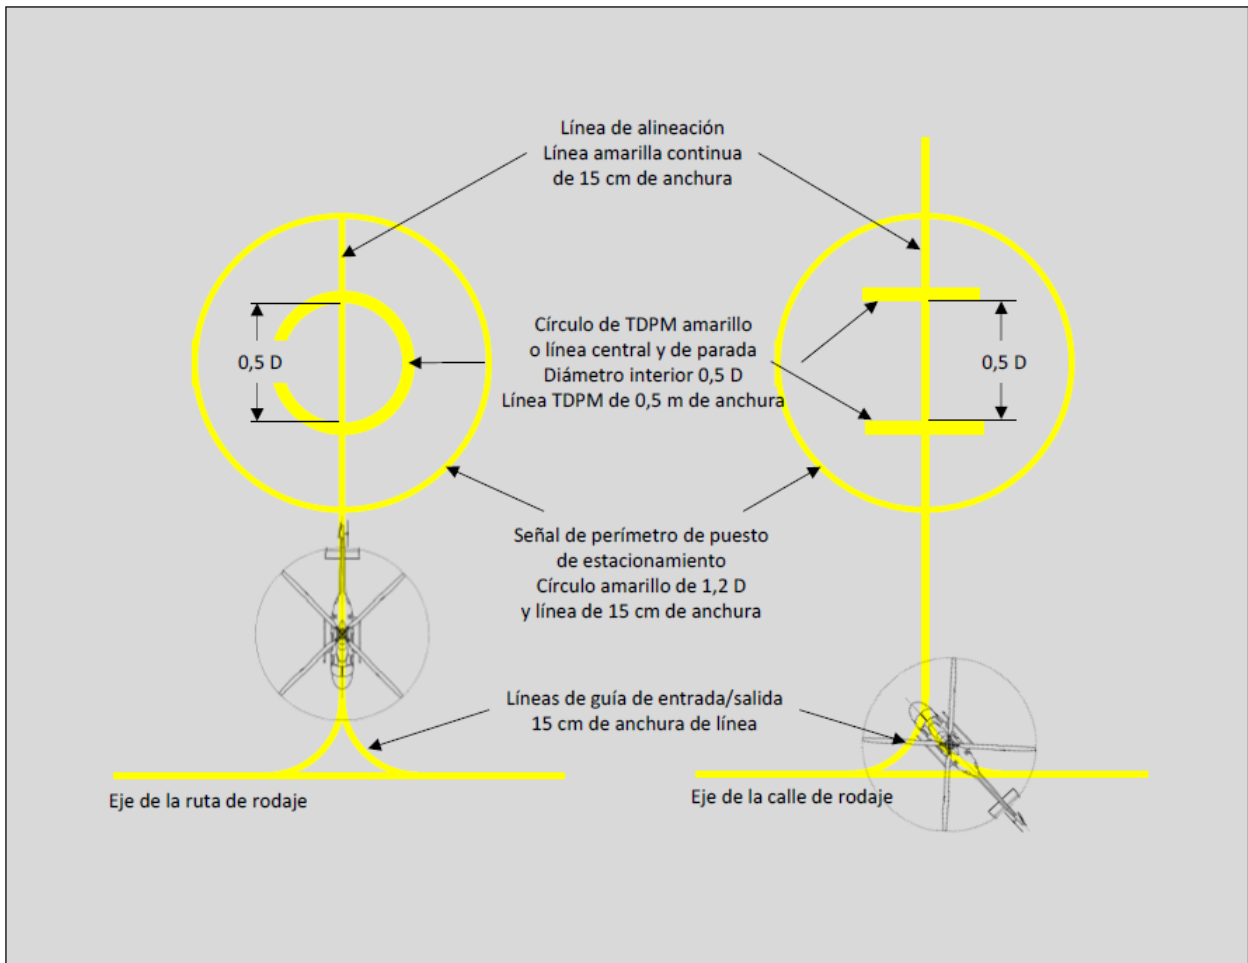 Línea de alineación
Línea amarilla continua
de 15 cm de anchura
0,5 D
Círculo de TDPM amarillo
o línea central y de parada
Diámetro interior 0,5 D
Línea TDPM de 0,5 m de anchura
0,5 D
Señal de perímetro de puesto
de estacionamiento
Círculo amarillo de 1,2 D
y línea de 15 cm de anchura
Líneas de guía de entrada/salida
15 cm de anchura de línea
Eje de la ruta de rodaje
Eje de la calle de rodaje